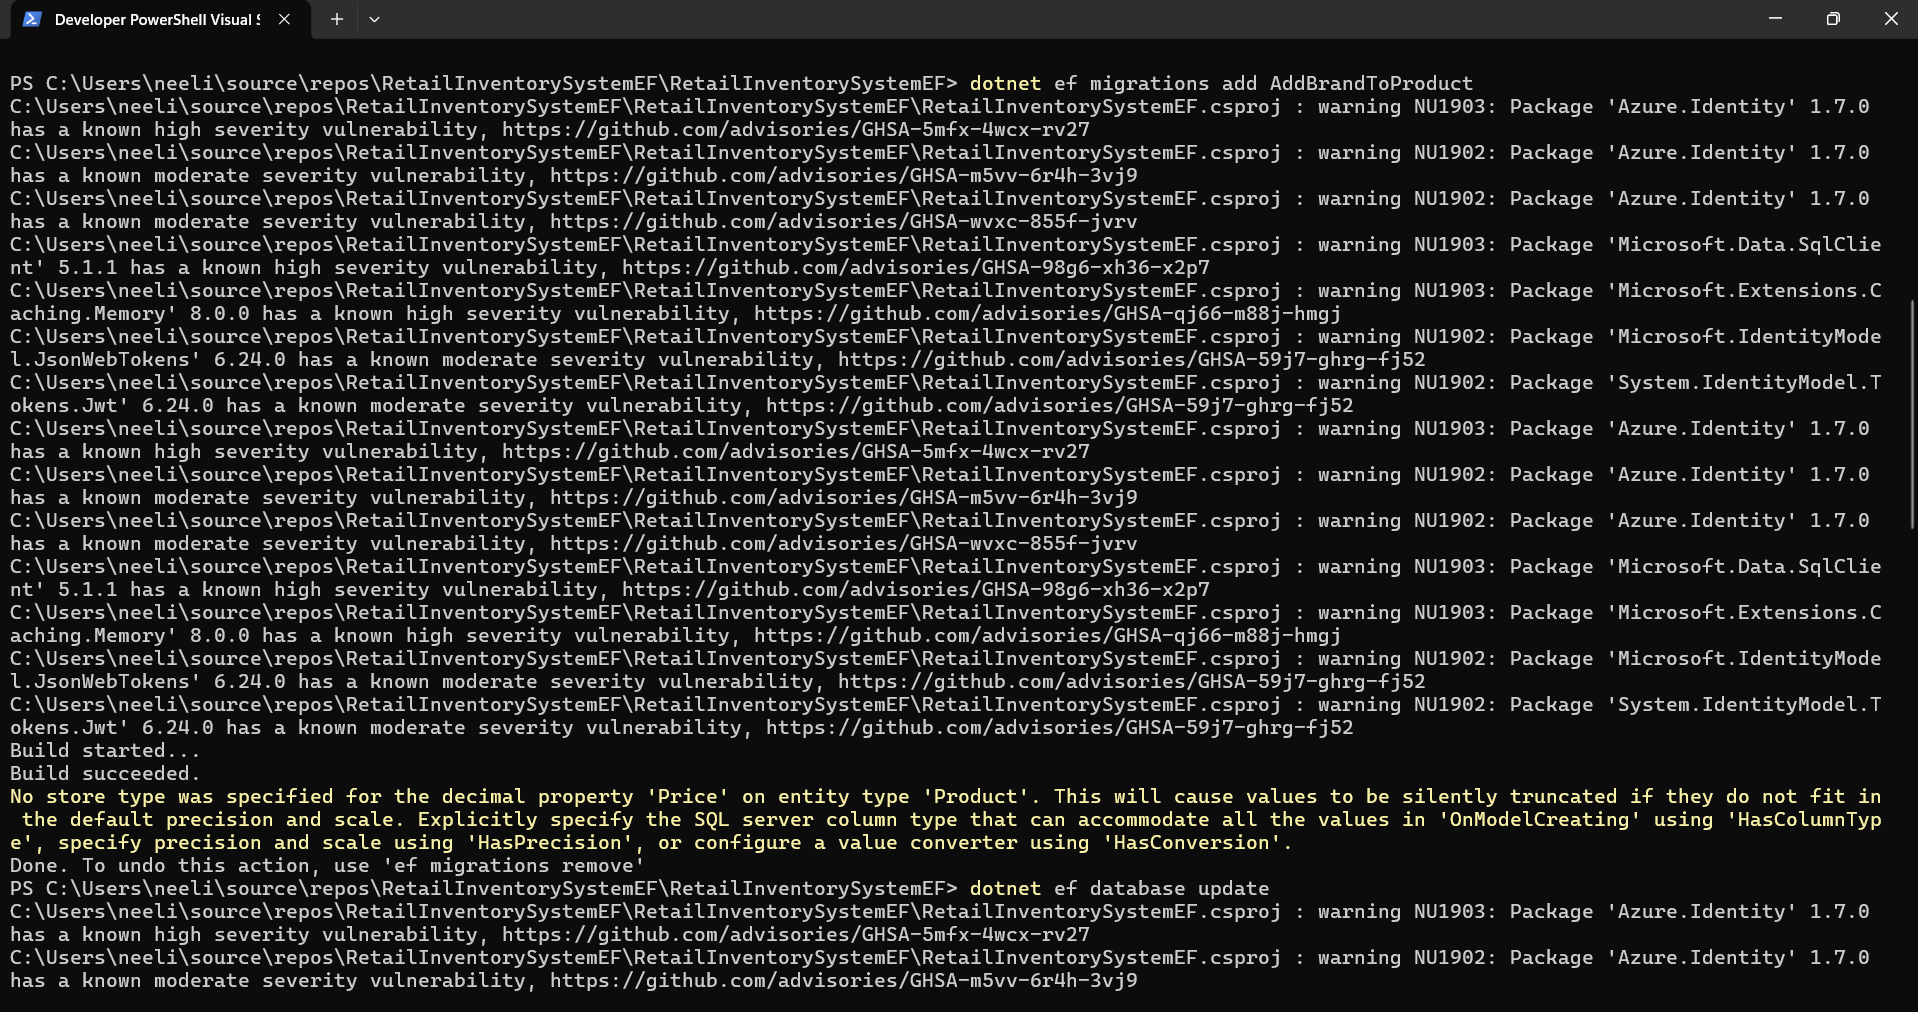 Developer PowerShell Visual S
PS C:\Users\neeli\source\repos\RetailInventorySystemEF\RetailInventorySystemEF> dotnet ef migrations add AddBrandToProduct
C:\Users\neeli\source\repos\RetailInventorySystemEF\RetailInventorySystemEF\RetailInventorySystemEF.csproj : warning NU1903: Package 'Azure.Identity' 1.7.0
has a known high severity vulnerability, https://github.com/advisories/GHSA-5mfx-4wcx-rv27
C:\Users\neeli\source\repos\RetailInventorySystemEF\RetailInventorySystemEF\RetailInventorySystemEF.csproj : warning NU1902: Package 'Azure.Identity' 1.7.0
has a known moderate severity vulnerability, https://github.com/advisories/GHSA-m5vv-6r4h-3vj9
C:\Users\neeli\source\repos\RetailInventorySystemEF\RetailInventorySystemEF\RetailInventorySystemEF.csproj : warning NU1902: Package 'Azure.Identity' 1.7.0
has a known moderate severity vulnerability, https://github.com/advisories/GHSA-wvxc-855f-jvrv
C:\Users\neeli\source\repos\RetailInventorySystemEF\RetailInventorySystemEF\RetailInventorySystemEF.csproj : warning NU1903: Package 'Microsoft.Data.SqlClie
nt' 5.1.1 has a known high severity vulnerability, https://github.com/advisories/GHSA-98g6-xh36-x2p7
C:\Users\neeli\source\repos\RetailInventorySystemEF\RetailInventorySystemEF\RetailInventorySystemEF.csproj : warning NU1903: Package 'Microsoft.Extensions.C
aching.Memory' 8.0.0 has a known high severity vulnerability, https://github.com/advisories/GHSA-qj66-m88j-hmgj
C:\Users\neeli\source\repos\RetailInventorySystemEF\RetailInventorySystemEF\RetailInventorySystemEF.csproj : warning NU1902: Package 'Microsoft.IdentityMode
l.JsonWebTokens' 6.24.0 has a known moderate severity vulnerability, https://github.com/advisories/GHSA-59j7-ghrg-fj52
C:\Users\neeli\source\repos\RetailInventorySystemEF\RetailInventorySystemEF\RetailInventorySystemEF.csproj : warning NU1902: Package 'System.IdentityModel.T
okens.Jwt' 6.24.0 has a known moderate severity vulnerability, https://github.com/advisories/GHSA-59j7-ghrg-fj52
C:\Users\neeli\source\repos\RetailInventorySystemEF\RetailInventorySystemEF\RetailInventorySystemEF.csproj : warning NU1903: Package 'Azure.Identity' 1.7.0
has a known high severity vulnerability, https://github.com/advisories/GHSA-5mfx-4wcx-rv27
C:\Users\neeli\source\repos\RetailInventorySystemEF\RetailInventorySystemEF\RetailInventorySystemEF.csproj : warning NU1902: Package 'Azure.Identity' 1.7.0
has a known moderate severity vulnerability, https://github.com/advisories/GHSA-m5vv-6r4h-3vj9
C:\Users\neeli\source\repos\RetailInventorySystemEF\RetailInventorySystemEF\RetailInventorySystemEF.csproj : warning NU1902: Package 'Azure.Identity' 1.7.0
has a known moderate severity vulnerability, https://github.com/advisories/GHSA-wvxc-855f-jvrv
C:\Users\neeli\source\repos\RetailInventorySystemEF\RetailInventorySystemEF\RetailInventorySystemEF.csproj : warning NU1903: Package 'Microsoft.Data.SqlClie
nt' 5.1.1 has a known high severity vulnerability, https://github.com/advisories/GHSA-98g6-xh36-x2p7
C:\Users\neeli\source\repos\RetailInventorySystemEF\RetailInventorySystemEF\RetailInventorySystemEF.csproj : warning NU1903: Package 'Microsoft.Extensions.C
aching.Memory' 8.0.0 has a known high severity vulnerability, https://github.com/advisories/GHSA-qj66-m88j-hmgj
C:\Users\neeli\source\repos\RetailInventorySystemEF\RetailInventorySystemEF\RetailInventorySystemEF.csproj : warning NU1902: Package 'Microsoft.IdentityMode
l.JsonWebTokens' 6.24.0 has a known moderate severity vulnerability, https://github.com/advisories/GHSA-59j7-ghrg-fj52
C:\Users\neeli\source\repos\RetailInventorySystemEF\RetailInventorySystemEF\RetailInventorySystemEF.csproj : warning NU1902: Package 'System.IdentityModel.T
okens.Jwt' 6.24.0 has a known moderate severity vulnerability, https://github.com/advisories/GHSA-59j7-ghrg-fj52
Build started...
Build succeeded.
No store type was specified for the decimal property 'Price' on entity type 'Product'. This will cause values to be silently truncated if they do not fit in
the default precision and scale. Explicitly specify the SQL server column type that can accommodate all the values in 'OnModelCreating' using 'HasColumnTyp
e', specify precision and scale using 'HasPrecision', or configure a value converter using 'HasConversion'.
Done. To undo this action, use 'ef migrations remove'
PS C:\Users\neeli\source\repos\RetailInventorySystemEF\RetailInventorySystemEF> dotnet ef database update
C:\Users\neeli\source\repos\RetailInventorySystemEF\RetailInventorySystemEF\RetailInventorySystemEF.csproj : warning NU1903: Package 'Azure.Identity' 1.7.0
has a known high severity vulnerability, https://github.com/advisories/GHSA-5mfx-4wcx-rv27
C:\Users\neeli\source\repos\RetailInventorySystemEF\RetailInventorySystemEF\RetailInventorySystemEF.csproj : warning NU1902: Package 'Azure.Identity' 1.7.0
has a known moderate severity vulnerability, https://github.com/advisories/GHSA-m5vv-6r4h-3vj9